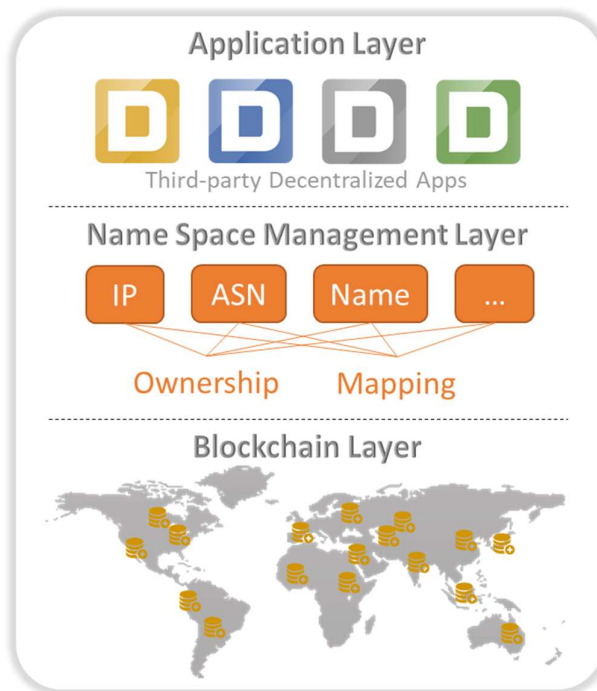 Application Layer
D D D D
Third-party Decentralized Apps
Name Space Management Layer
IP ASN Name ...
Ownership Mapping
Blockchain Layer